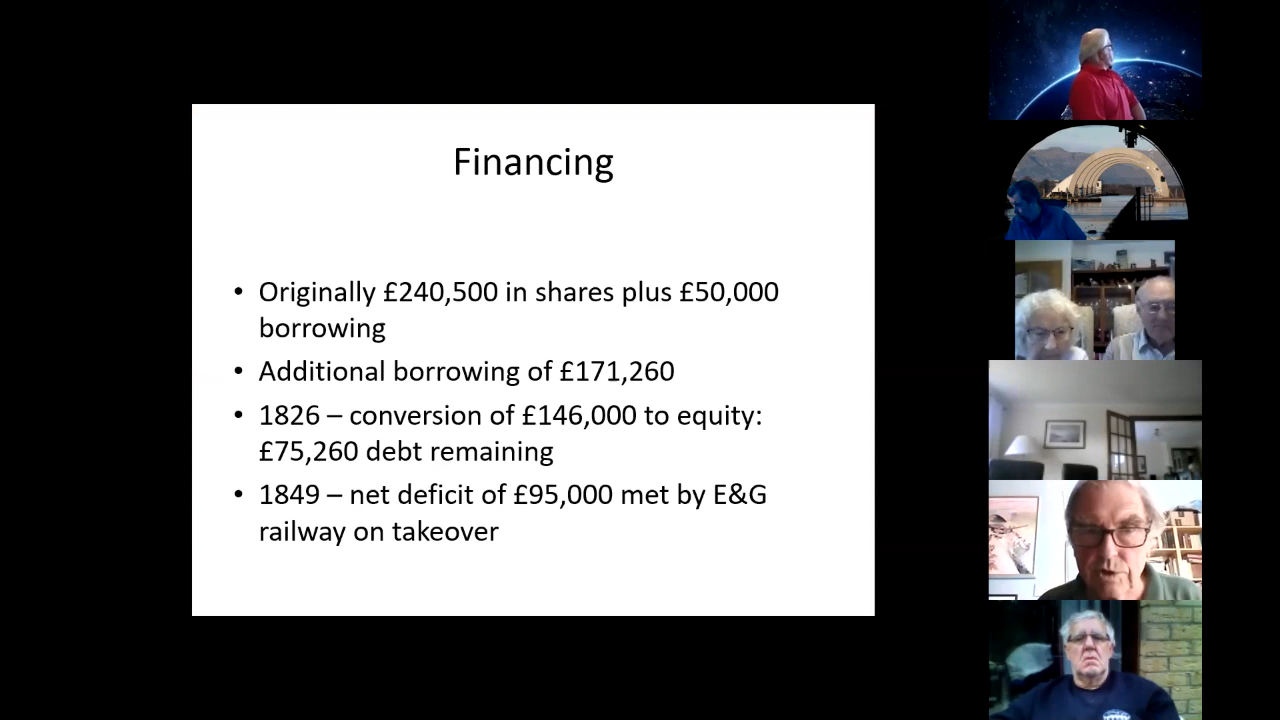 Financing
• Originally £240,500 in shares plus £50,000
borrowing
• Additional borrowing of £171,260
• 1826 – conversion of £146,000 to equity:
£75,260 debt remaining
• 1849 – net deficit of £95,000 met by E&G
railway on takeover